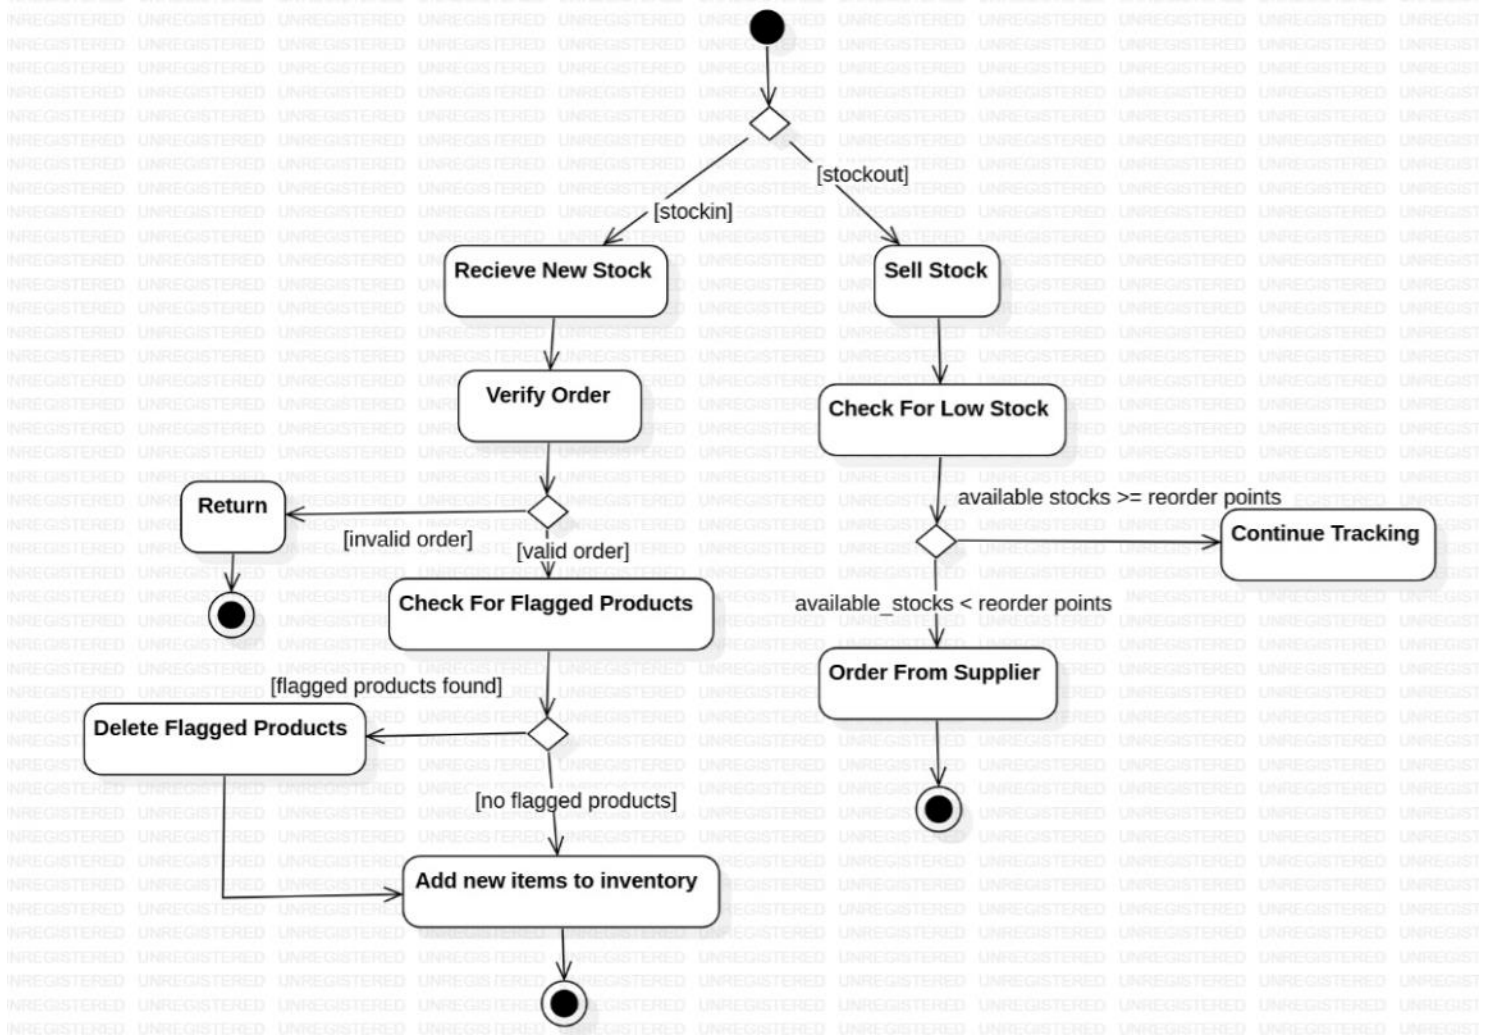 [stockout]
[stockin]
Recieve New Stock
Sell Stock
Verify Order
Check For Low Stock
Return
available stocks >= reorder points
[invalid order]
[valid order]
Continue Tracking
Check For Flagged Products
available_stocks < reorder points
[flagged products found]
Order From Supplier
Delete Flagged Products
[no flagged products]
Add new items to inventory
UNREGISTERED